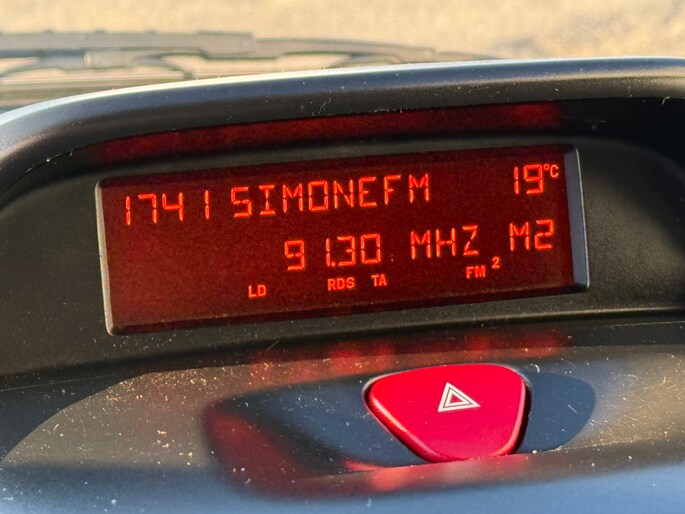 1741 SIMONEFM 19°C
91.30 MHZ M2
LD RDS TA FM 2